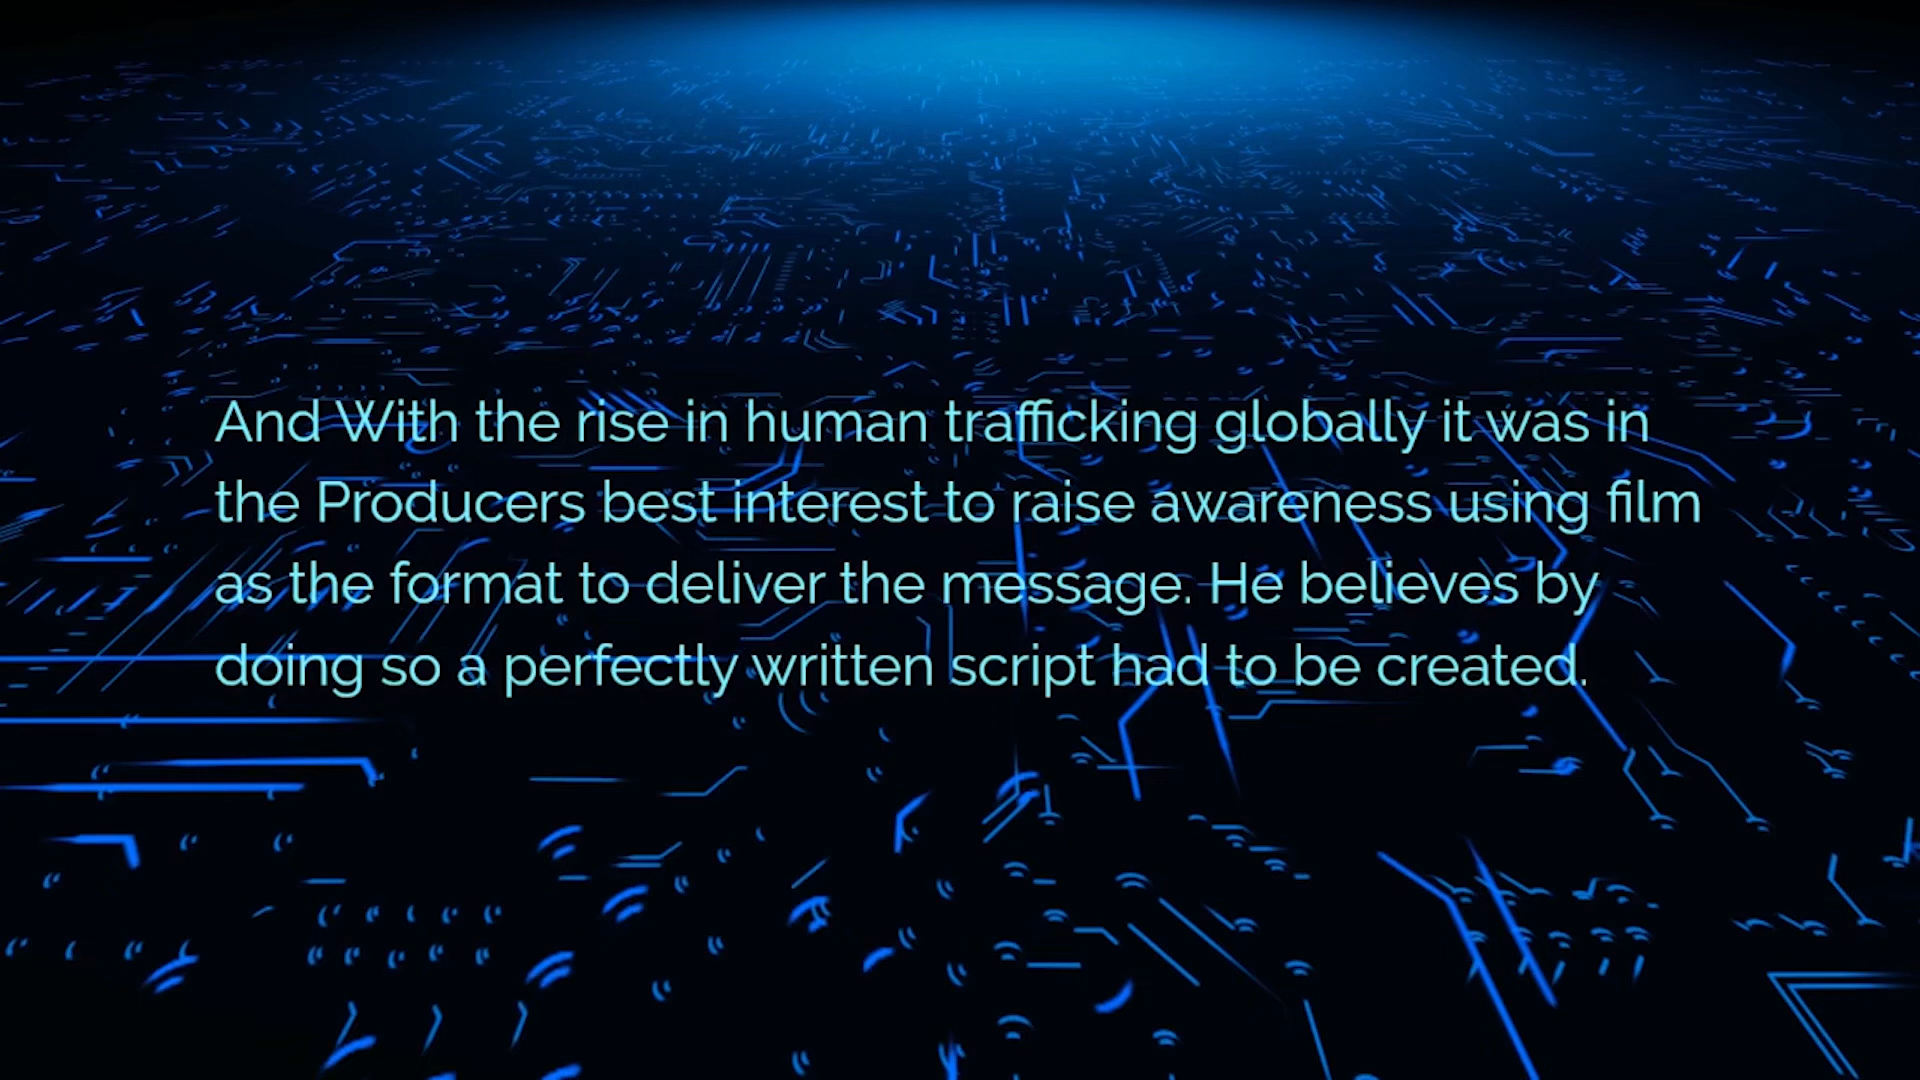 And With the rise in human trafficking globally it was in
the Producers best interest to raise awareness using film
as the format to deliver the message. He believes by
doing so a perfectly written script had to be created.